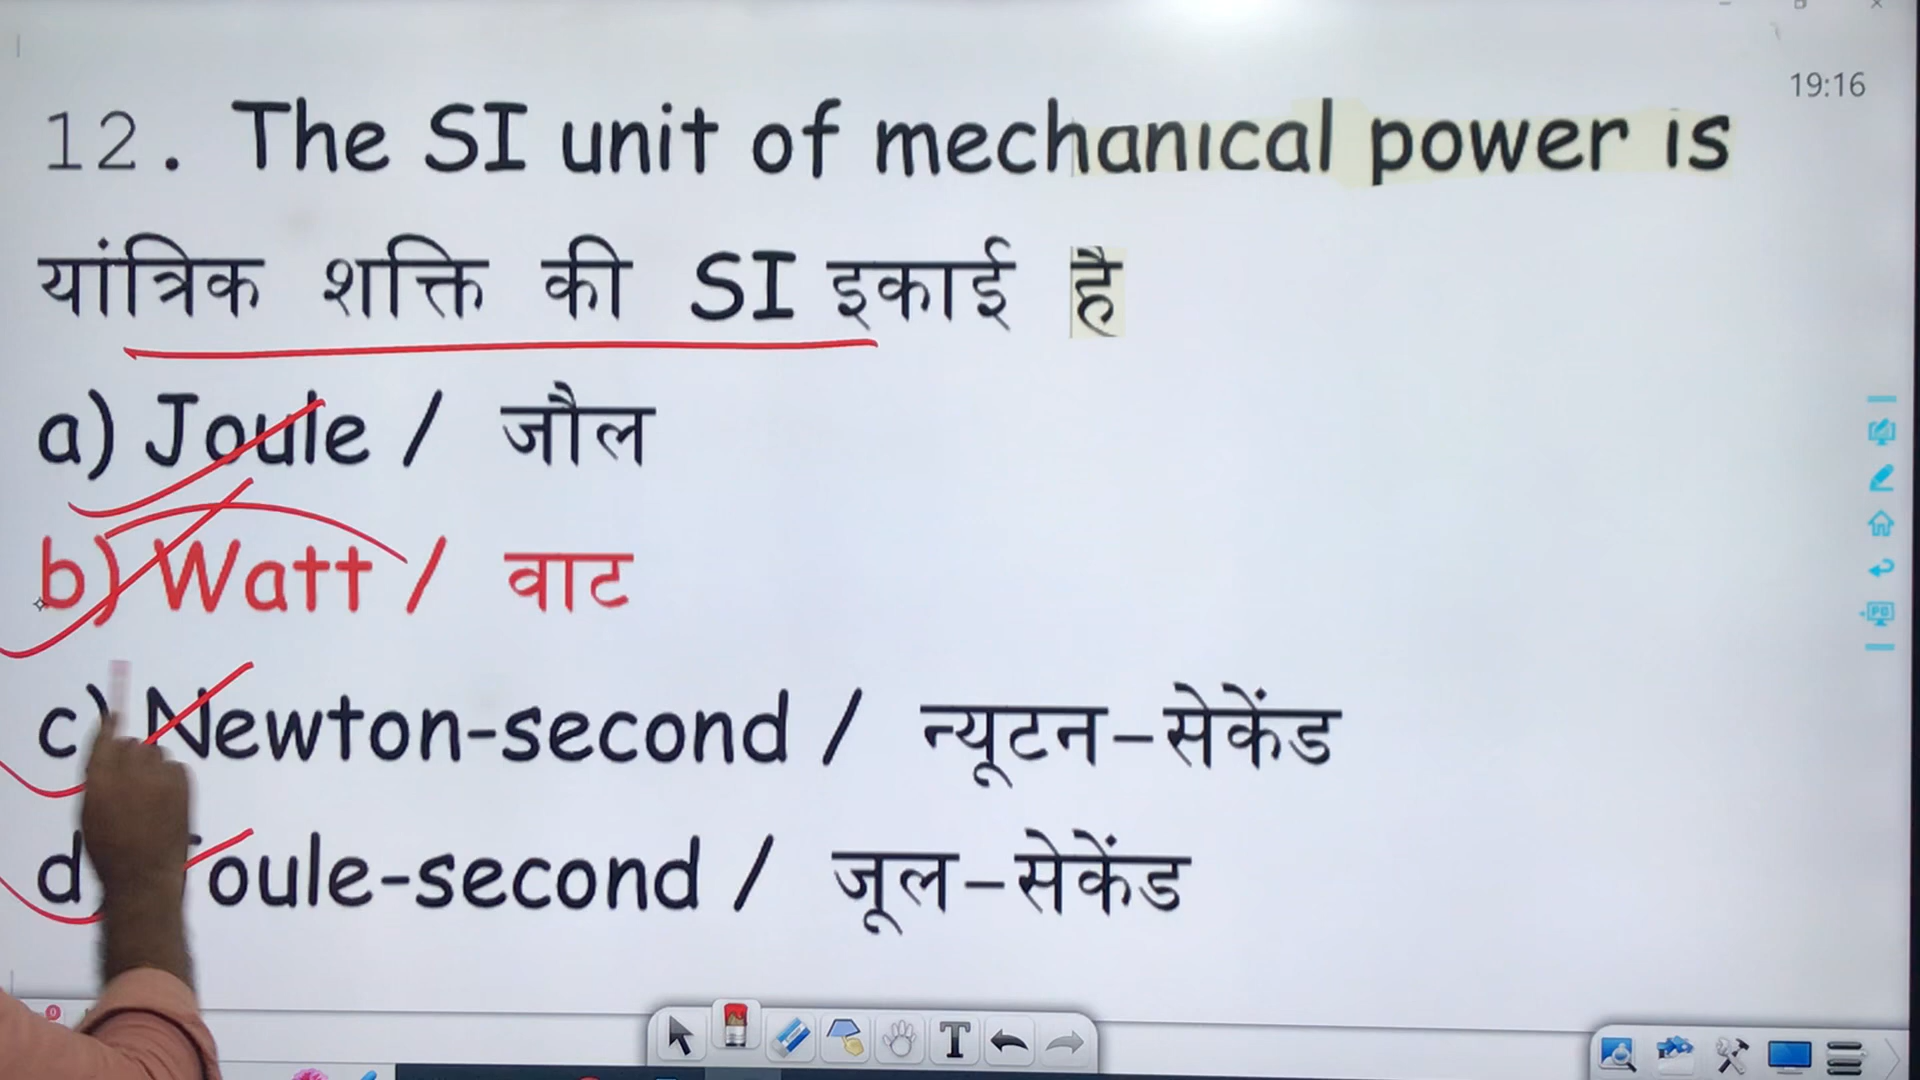 19:16
12. The SI unit of mechanical power is
यांत्रिक शक्ति की SI इकाई है
a) Joule / जौल
b) Watt / वाट
c) Newton-second / न्यूटन-सेकेंड
d) Joule-second / जूल-सेकेंड